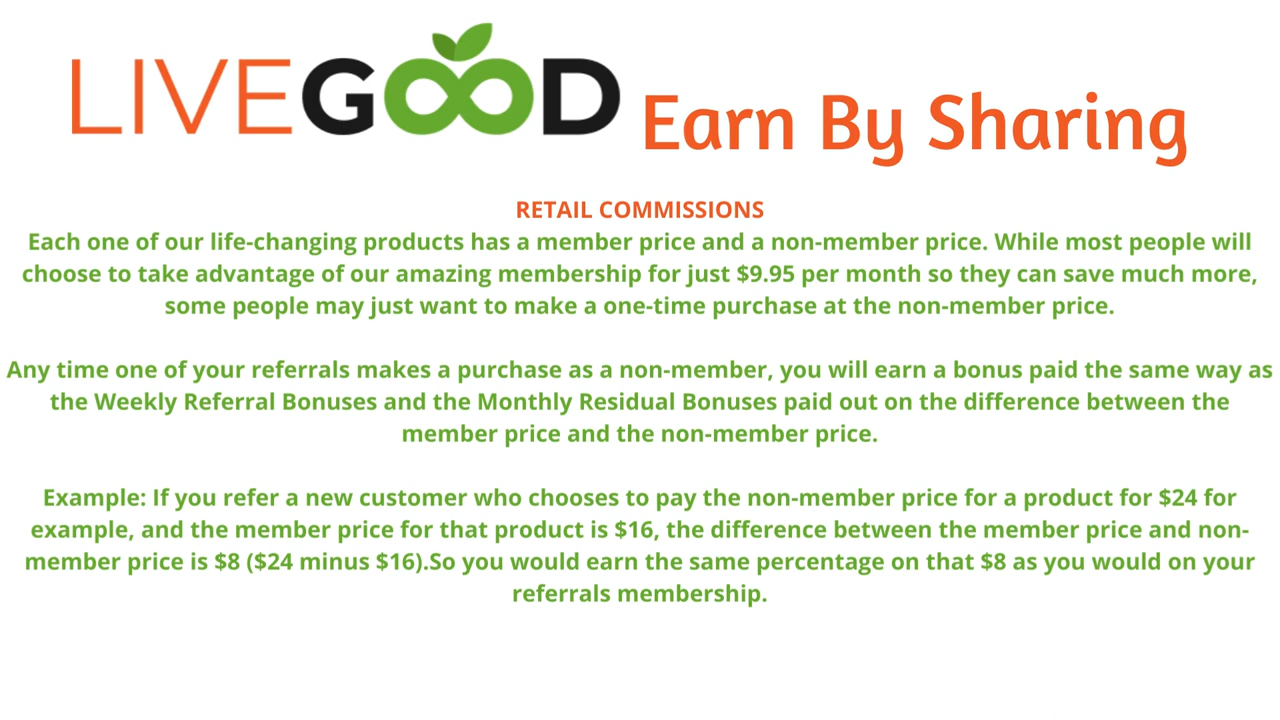 LIVEGOOD Earn By Sharing
RETAIL COMMISSIONS
Each one of our life-changing products has a member price and a non-member price. While most people will
choose to take advantage of our amazing membership for just $9.95 per month so they can save much more,
some people may just want to make a one-time purchase at the non-member price.
Any time one of your referrals makes a purchase as a non-member, you will earn a bonus paid the same way as
the Weekly Referral Bonuses and the Monthly Residual Bonuses paid out on the difference between the
member price and the non-member price.
Example: If you refer a new customer who chooses to pay the non-member price for a product for $24 for
example, and the member price for that product is $16, the difference between the member price and non-
member price is $8 ($24 minus $16).So you would earn the same percentage on that $8 as you would on your
referrals membership.